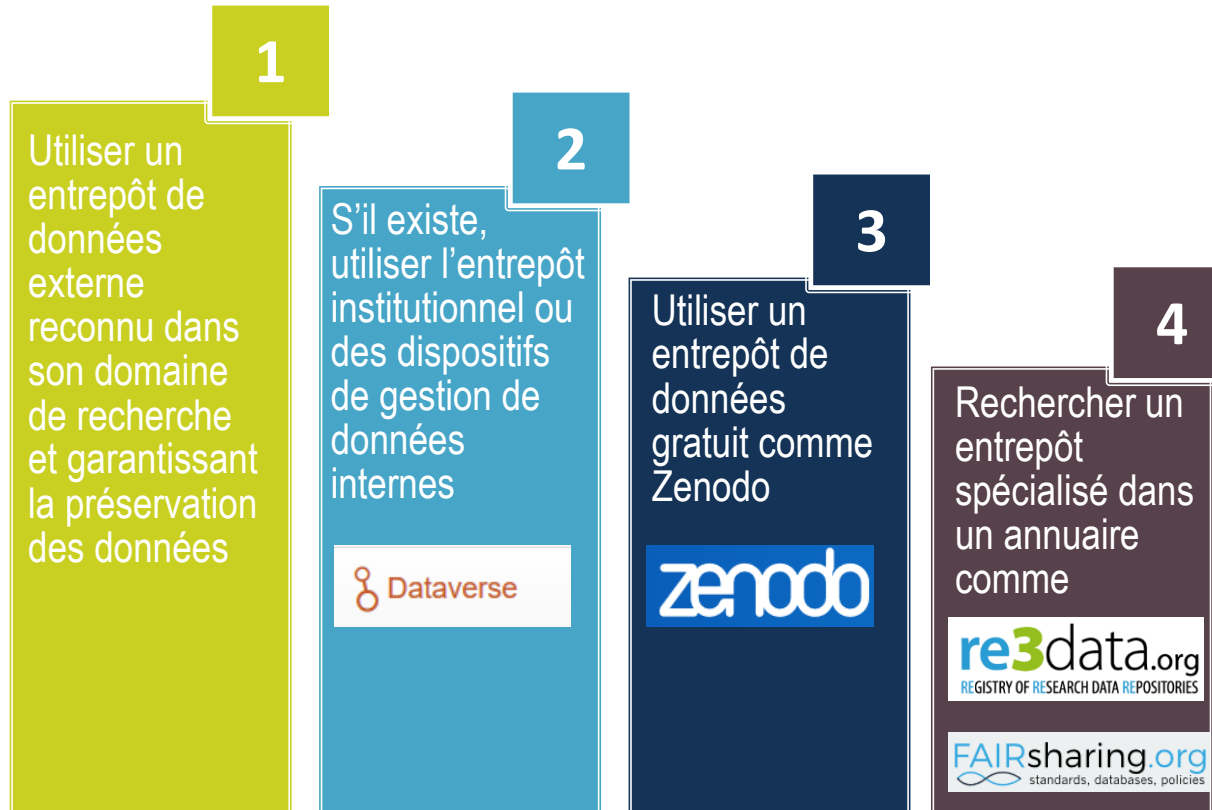 1
Utiliser un
entrepôt de
données
externe
reconnu dans
son domaine
de recherche
et garantissant
la préservation
des données
2
S’il existe,
utiliser l’entrepôt
institutionnel ou
des dispositifs
de gestion de
données
internes
Dataverse
3
Utiliser un
entrepôt de
données
gratuit comme
Zenodo
zenodo
4
Rechercher un
entrepôt
spécialisé dans
un annuaire
comme
re3data.org
REGISTRY OF RESEARCH DATA REPOSITORIES
FAIRsharing.org
standards, databases, policies